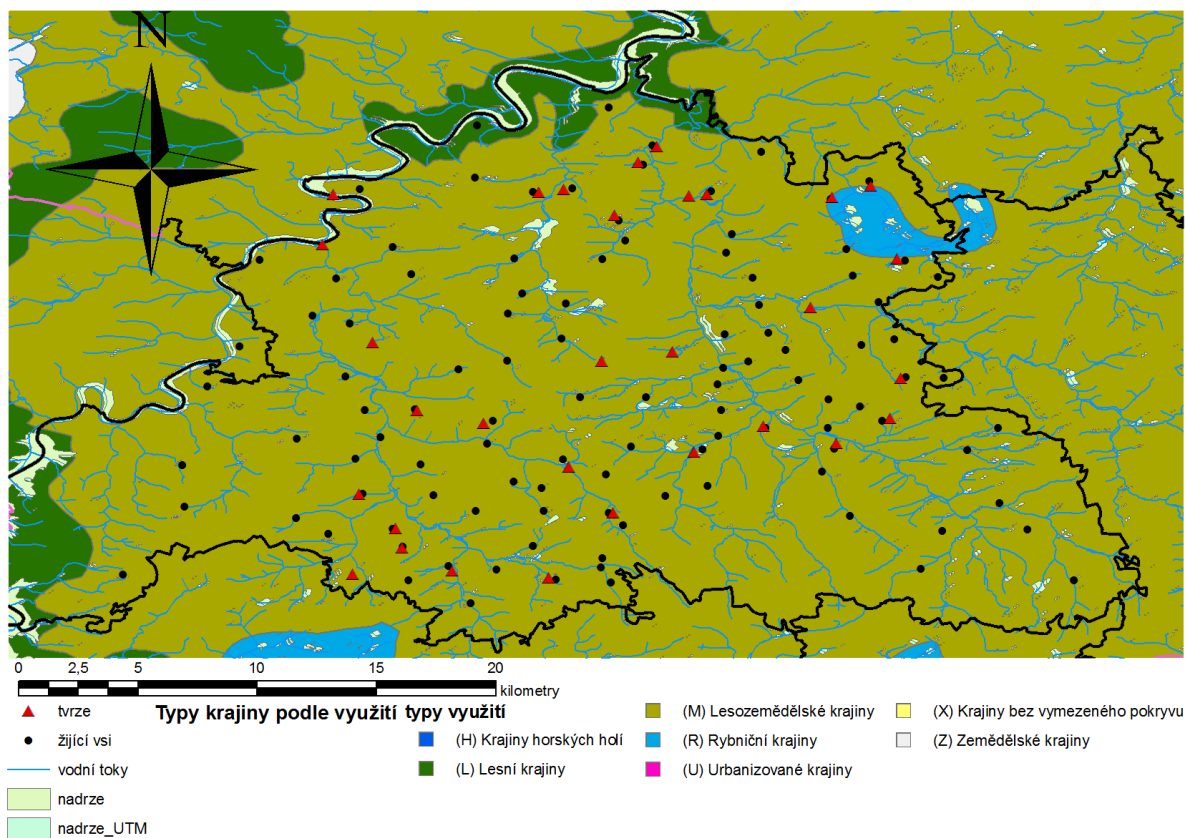 N
0 2,5 5 10 15 20
kilometry
Typy krajiny podle využití typy využití
tvrze
žijící vsi
vodní toky
nadrze
nadrze_UTM
(H) Krajiny horských holí
(L) Lesní krajiny
(M) Lesozemědělské krajiny
(R) Rybniční krajiny
(U) Urbanizované krajiny
(X) Krajiny bez vymezeného pokryvu
(Z) Zemědělské krajiny